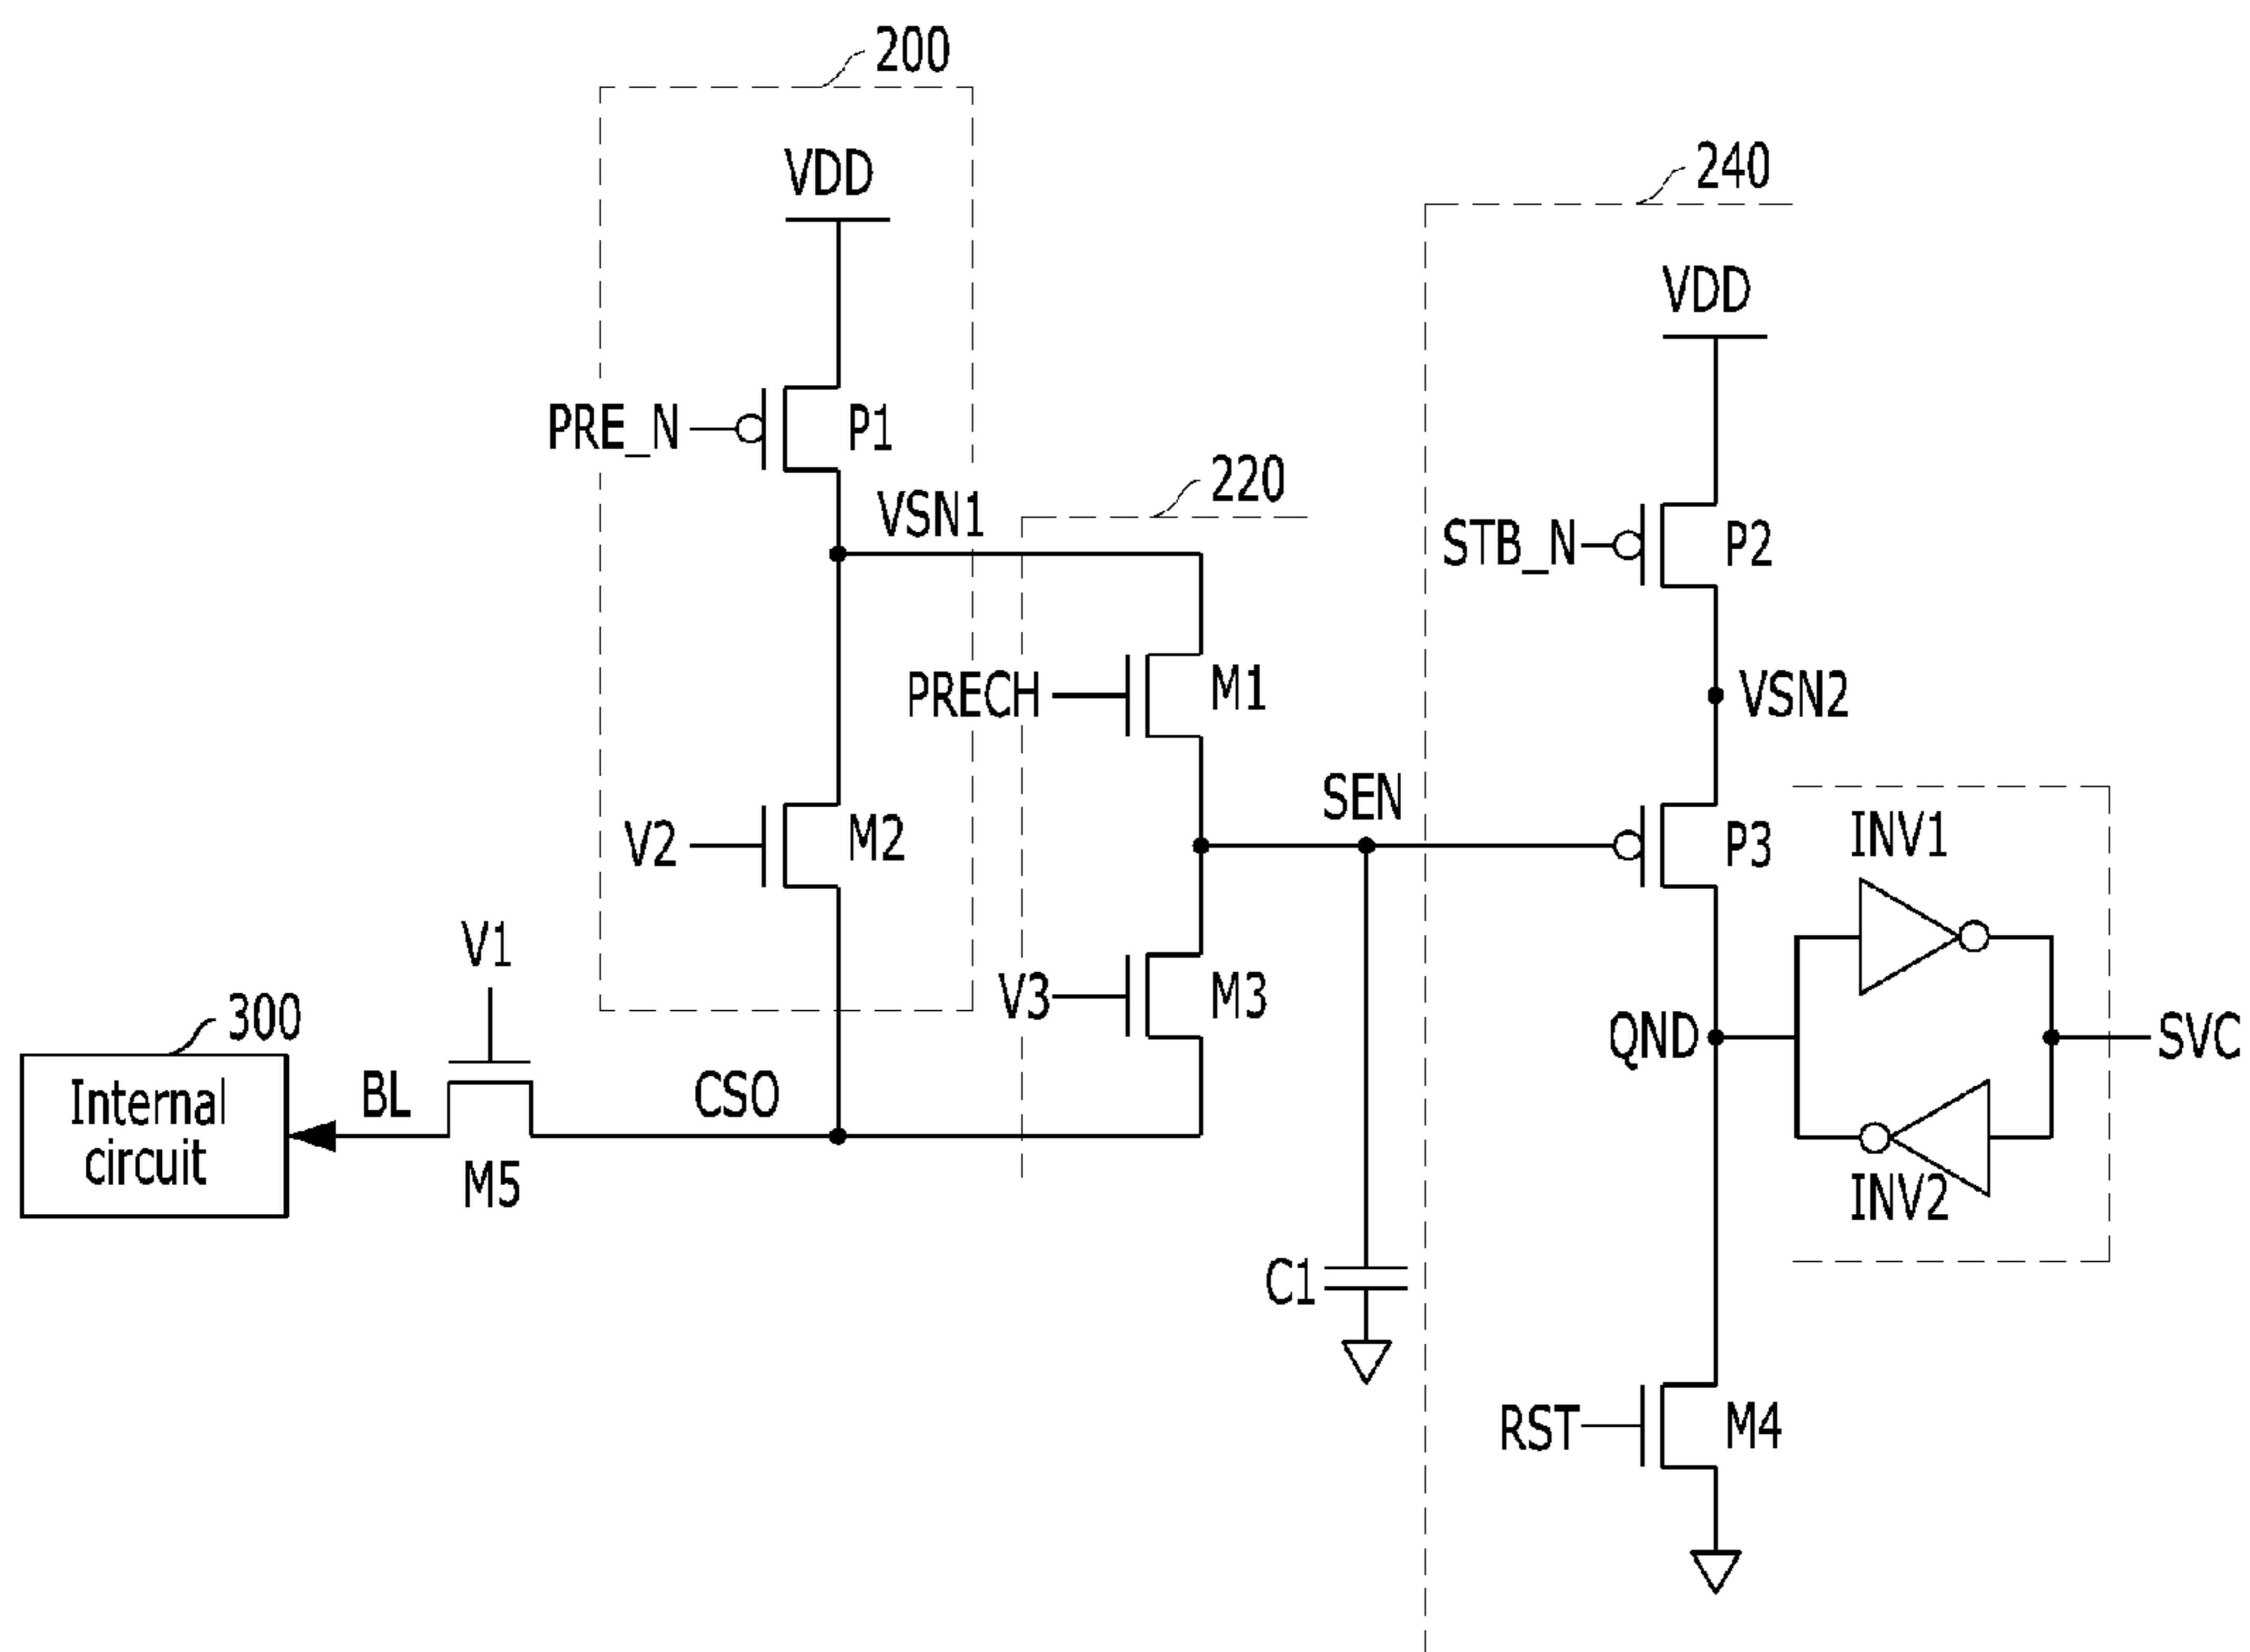 200
240
VDD
VDD
PRE_N
P1
220
VSN1
STB_N
P2
PRECH
M1
VSN2
SEN
V2
M2
P3
INV1
V1
300
V3
M3
QND
SVC
Internal
circuit
BL
CSO
M5
INV2
C1
RST
M4